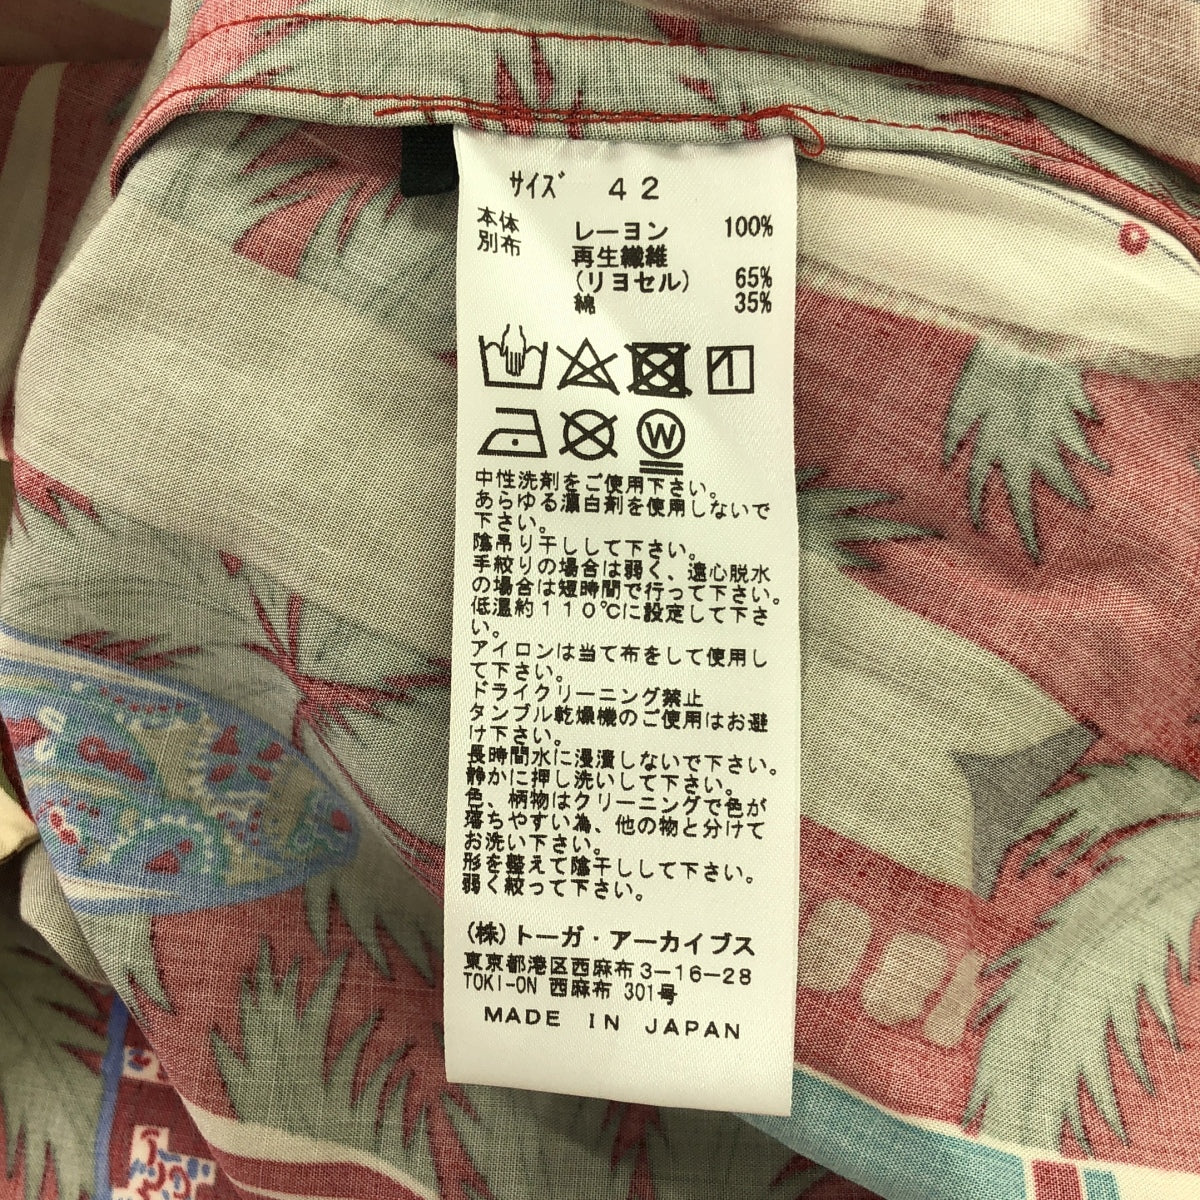 サイズ 42
本体 レーヨン 100%
別布 再生繊維
(リヨセル) 65%
綿 35%
W
中性洗剤をご使用下さい。
あらゆる漂白剤を使用しないで
下さい。
陰吊り干しして下さい。
手絞りの場合は弱く、遠心脱水
の場合は短時間で行って下さい。
低温約110℃に設定して下さ
い。
アイロンは当て布をして使用し
て下さい。
ドライクリーニング禁止
タンブル乾燥機のご使用はお避
け下さい。
長時間水に浸漬しないで下さい。
静かに押し洗いして下さい。
色、柄物はクリーニングで色が
落ちやすい為、他の物と分けて
お洗い下さい。
形を整えて陰干しして下さい。
弱く絞って下さい。
(株)トーガ・アーカイブス
東京都港区西麻布3-16-28
TOKI-ON 西麻布 301号
MADE IN JAPAN